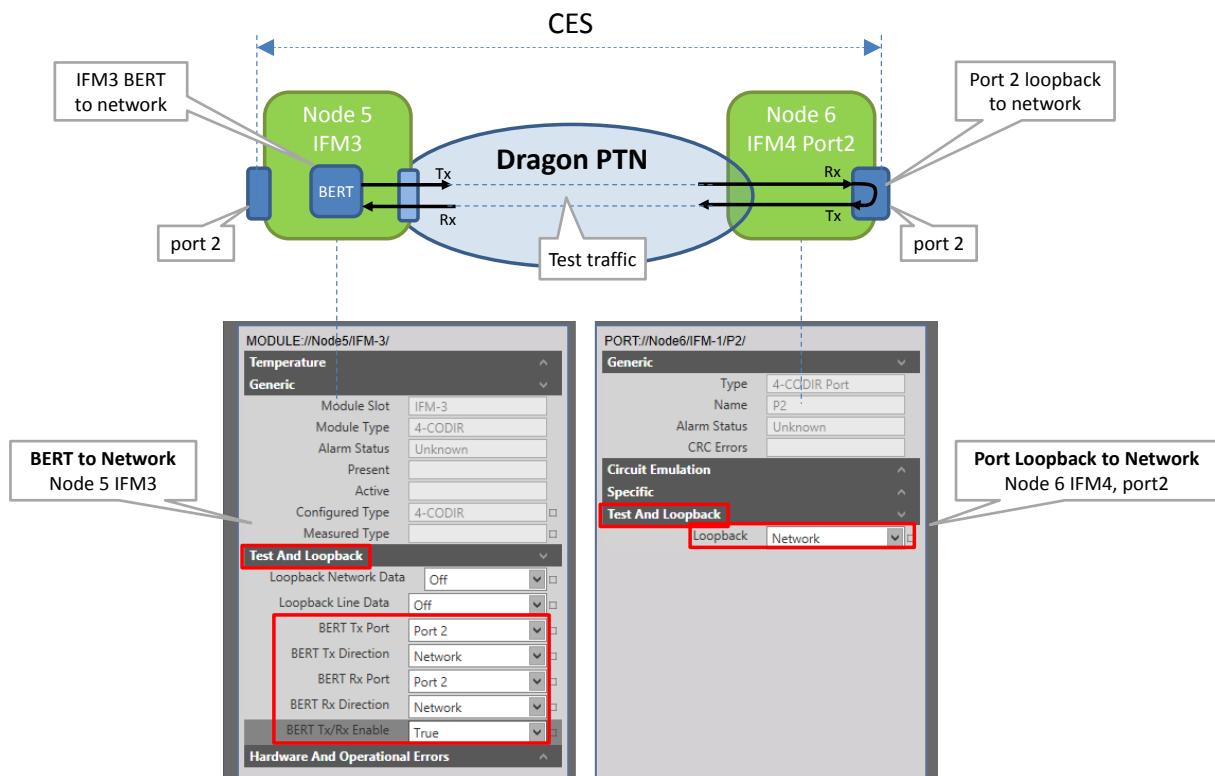 CES
IFM3 BERT
to network
Port 2 loopback
to network
Node 5
IFM3
Node 6
IFM4 Port2
Dragon PTN
BERT
Tx
Rx
Rx
Tx
port 2
Test traffic
port 2
MODULE://Node5/IFM-3/
Temperature
Generic
Module Slot IFM-3
Module Type 4-CODIR
Alarm Status Unknown
Present
Active
Configured Type 4-CODIR
Measured Type
Test And Loopback
Loopback Network Data Off
Loopback Line Data Off
BERT Tx Port Port 2
BERT Tx Direction Network
BERT Rx Port Port 2
BERT Rx Direction Network
BERT Tx/Rx Enable True
Hardware And Operational Errors
PORT://Node6/IFM-1/P2/
Generic
Type 4-CODIR Port
Name P2
Alarm Status Unknown
CRC Errors
Circuit Emulation
Specific
Test And Loopback
Loopback Network
BERT to Network
Node 5 IFM3
Port Loopback to Network
Node 6 IFM4, port2